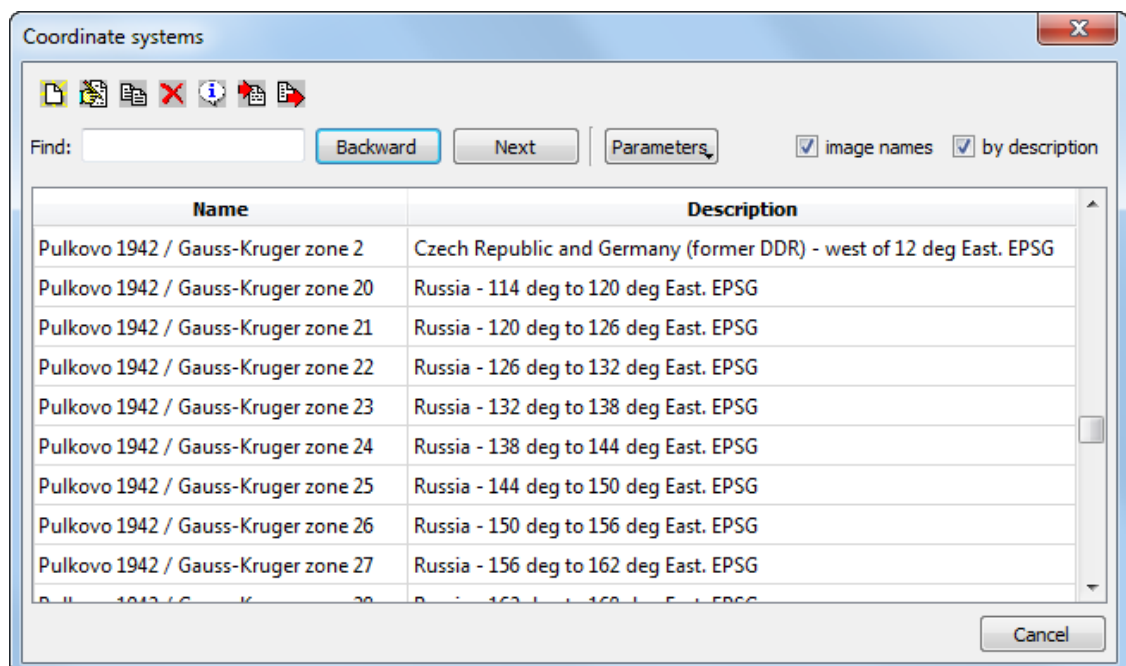 Coordinate systems
Find: Backward Next Parameters image names by description
Name Description
Pulkovo 1942 / Gauss-Kruger zone 2 Czech Republic and Germany (former DDR) - west of 12 deg East. EPSG
Pulkovo 1942 / Gauss-Kruger zone 20 Russia - 114 deg to 120 deg East. EPSG
Pulkovo 1942 / Gauss-Kruger zone 21 Russia - 120 deg to 126 deg East. EPSG
Pulkovo 1942 / Gauss-Kruger zone 22 Russia - 126 deg to 132 deg East. EPSG
Pulkovo 1942 / Gauss-Kruger zone 23 Russia - 132 deg to 138 deg East. EPSG
Pulkovo 1942 / Gauss-Kruger zone 24 Russia - 138 deg to 144 deg East. EPSG
Pulkovo 1942 / Gauss-Kruger zone 25 Russia - 144 deg to 150 deg East. EPSG
Pulkovo 1942 / Gauss-Kruger zone 26 Russia - 150 deg to 156 deg East. EPSG
Pulkovo 1942 / Gauss-Kruger zone 27 Russia - 156 deg to 162 deg East. EPSG
Cancel